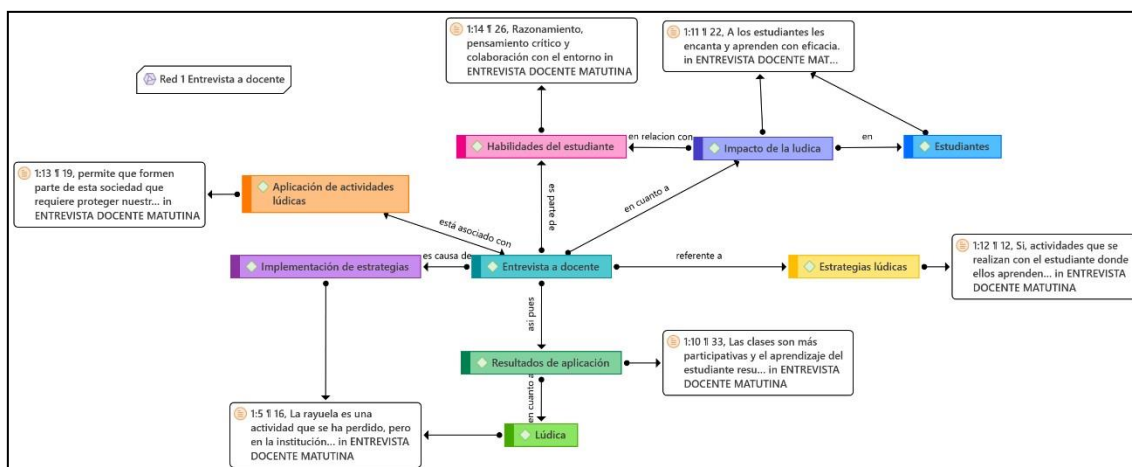 1:14 ¶ 26, Razonamiento,
pensamiento crítico y
colaboración con el entorno in
ENTREVISTA DOCENTE MATUTINA
1:11 ¶ 22, A los estudiantes les
encanta y aprenden con eficacia.
in ENTREVISTA DOCENTE MAT...
Red 1 Entrevista a docente
Habilidades del estudiante
en relacion con
Impacto de la ludica
en
Estudiantes
1:13 ¶ 19, permite que formen
parte de esta sociedad que
requiere proteger nuestr... in
ENTREVISTA DOCENTE MATUTINA
Aplicación de actividades
lúdicas
es parte de
en cuanto a
está asociado con
1:12 ¶ 12, Si, actividades que se
realizan con el estudiante donde
ellos aprenden... in ENTREVISTA
DOCENTE MATUTINA
Implementación de estrategias
es causa de
Entrevista a docente
referente a
Estrategias lúdicas
asi pues
Resultados de aplicación
1:10 ¶ 33, Las clases son más
participativas y el aprendizaje del
estudiante resu... in ENTREVISTA
DOCENTE MATUTINA
en cuanto a
1:5 ¶ 16, La rayuela es una
actividad que se ha perdido, pero
en la institución... in ENTREVISTA
DOCENTE MATUTINA
Lúdica